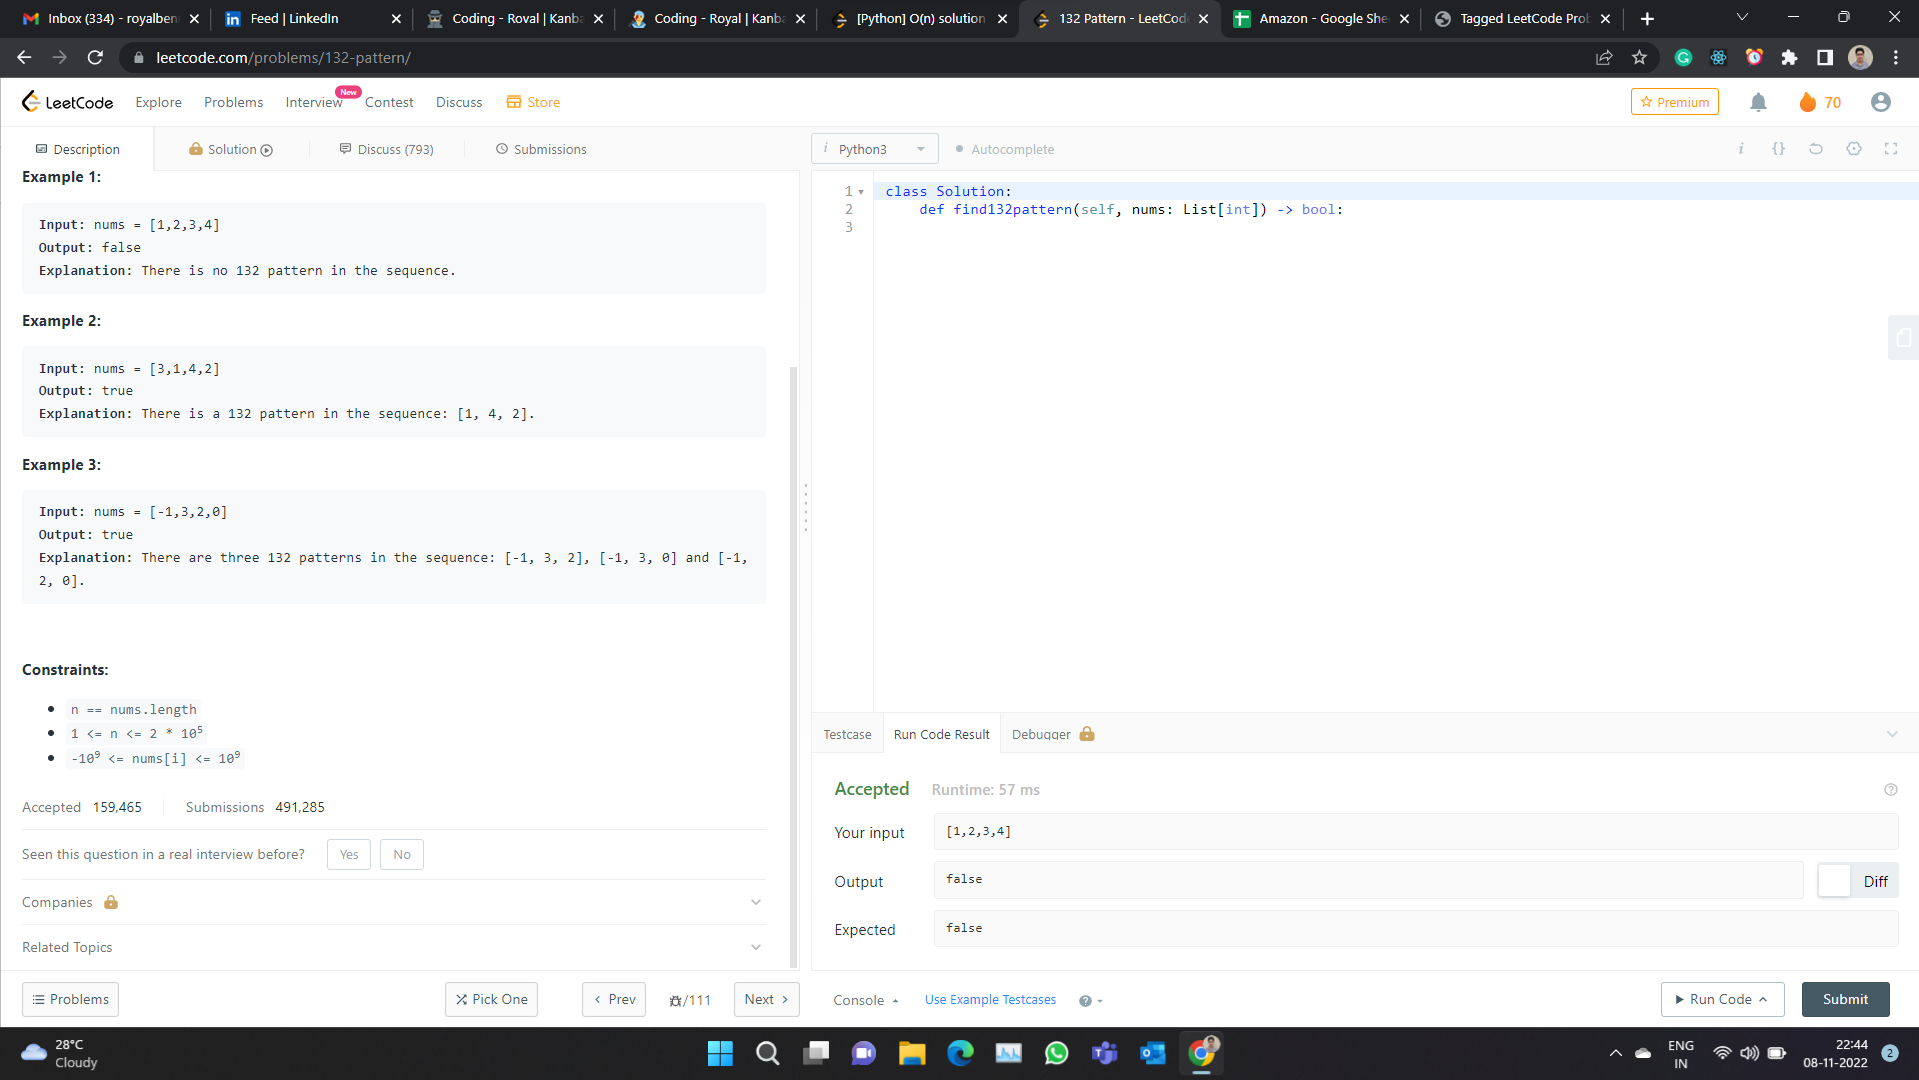 Inbox (334) - royalben
Feed | LinkedIn
Coding - Royal | Kanba
Coding - Royal | Kanba
[Python] O(n) solution
132 Pattern - LeetCode
Amazon - Google She
Tagged LeetCode Prob
leetcode.com/problems/132-pattern/
LeetCode
Explore
Problems
Interview
New
Contest
Discuss
Store
Premium
70
Description
Solution
Discuss (793)
Submissions
i Python3
Autocomplete
i
{}
Example 1:
Input: nums = [1,2,3,4]
Output: false
Explanation: There is no 132 pattern in the sequence.
Example 2:
Input: nums = [3,1,4,2]
Output: true
Explanation: There is a 132 pattern in the sequence: [1, 4, 2].
Example 3:
Input: nums = [-1,3,2,0]
Output: true
Explanation: There are three 132 patterns in the sequence: [-1, 3, 2], [-1, 3, 0] and [-1,
2, 0].
Constraints:
n == nums.length
1 <= n <= 2 * 10⁵
-10⁹ <= nums[i] <= 10⁹
Accepted 159,465
Submissions 491,285
Seen this question in a real interview before?
Yes
No
Companies
Related Topics
Problems
Pick One
Prev
/111
Next
1 class Solution:
2 def find132pattern(self, nums: List[int]) -> bool:
3
Testcase
Run Code Result
Debugger
Accepted
Runtime: 57 ms
Your input
[1,2,3,4]
Output
false
Diff
Expected
false
Console
Use Example Testcases
Run Code
Submit
28°C
Cloudy
ENG
IN
22:44
08-11-2022
2